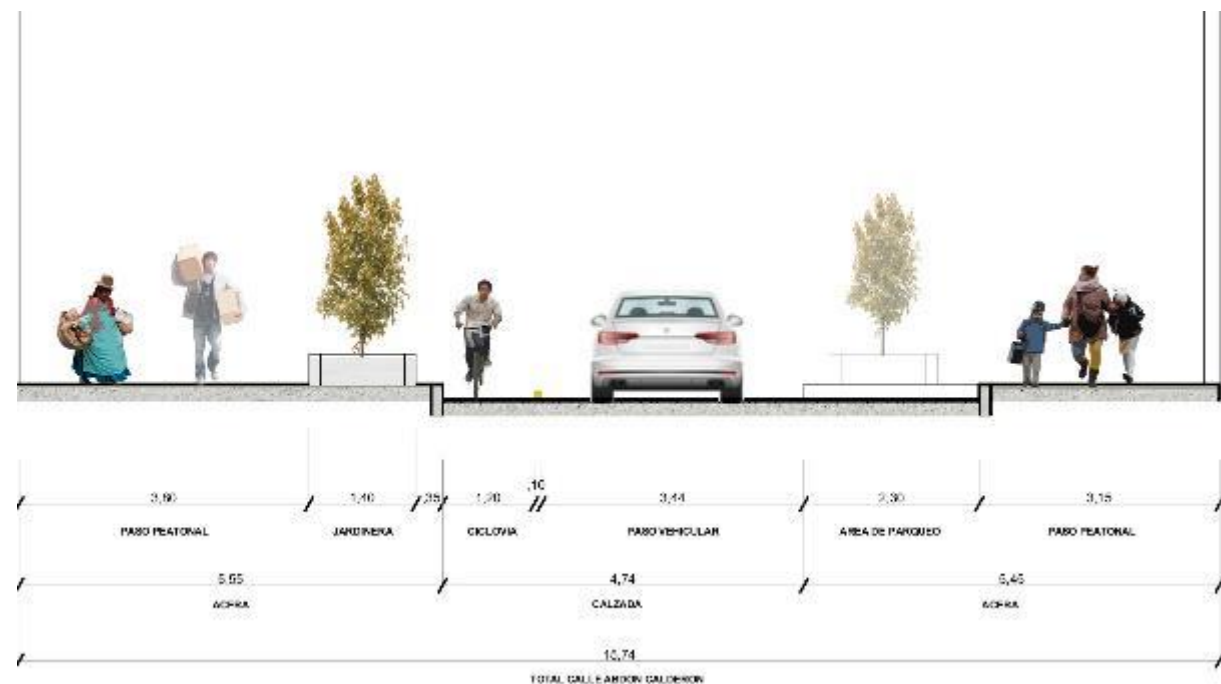 ,10
3,80 1,40 ,35 1,20 3,44 2,30 3,15
PASO PEATONAL JARDINERA CICLOVIA PASO VEHICULAR AREA DE PARQUEO PASO PEATONAL
5,55 4,74 5,45
ACERA CALZADA ACERA
15,74
TOTAL CALLE ABDON CALDERON